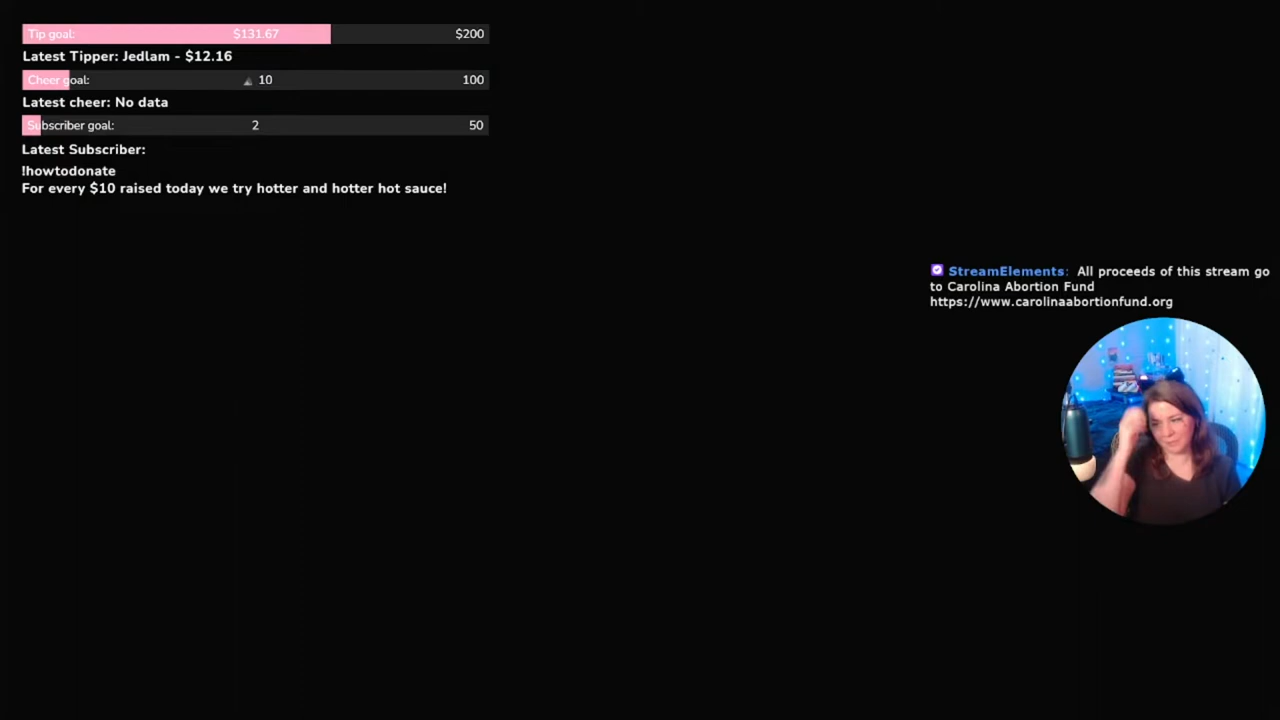 Tip goal: $131.67 $200
Latest Tipper: Jedlam - $12.16
Cheer goal: 10 100
Latest cheer: No data
Subscriber goal: 2 50
Latest Subscriber:
!howtodonate
For every $10 raised today we try hotter and hotter hot sauce!
StreamElements: All proceeds of this stream go
to Carolina Abortion Fund
https://www.carolinaabortionfund.org